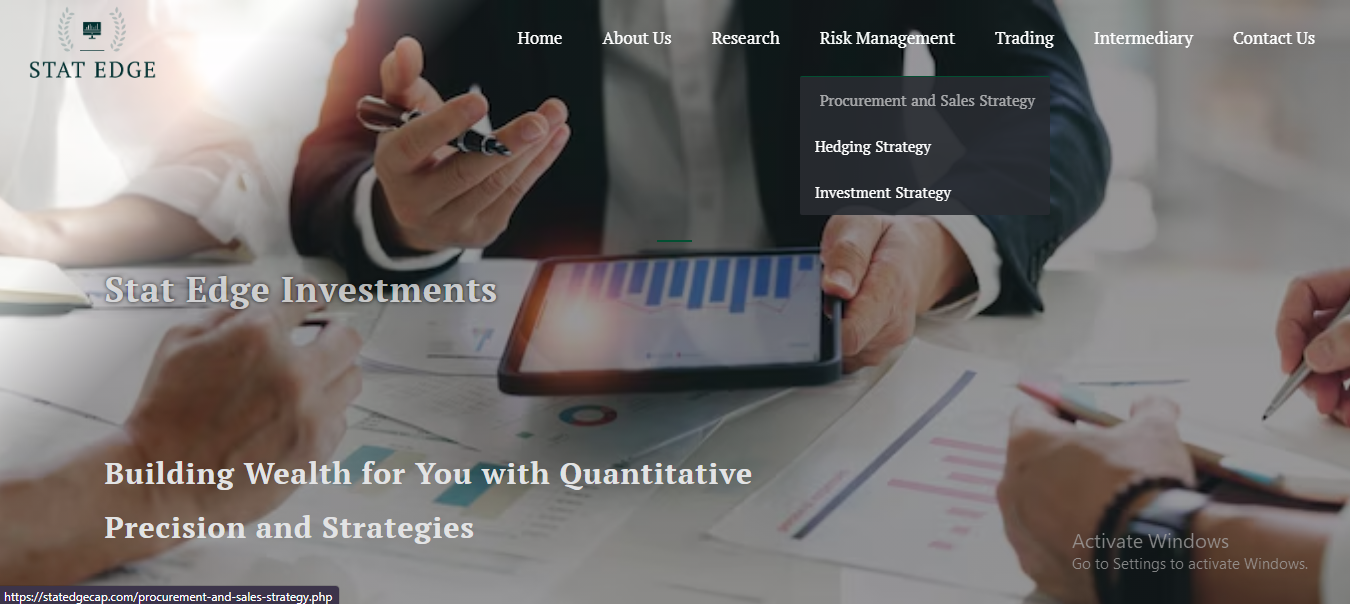 STAT EDGE
Home About Us Research Risk Management Trading Intermediary Contact Us
Procurement and Sales Strategy
Hedging Strategy
Investment Strategy
Stat Edge Investments
Building Wealth for You with Quantitative
Precision and Strategies
Activate Windows
Go to Settings to activate Windows.
https://statedgecap.com/procurement-and-sales-strategy.php